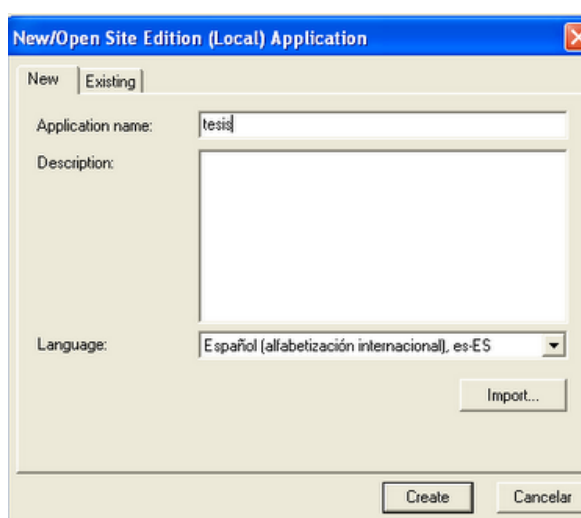 New/Open Site Edition (Local) Application
New Existing
Application name: tesis
Description:
Language: Español (alfabetización internacional), es-ES
Import...
Create Cancelar